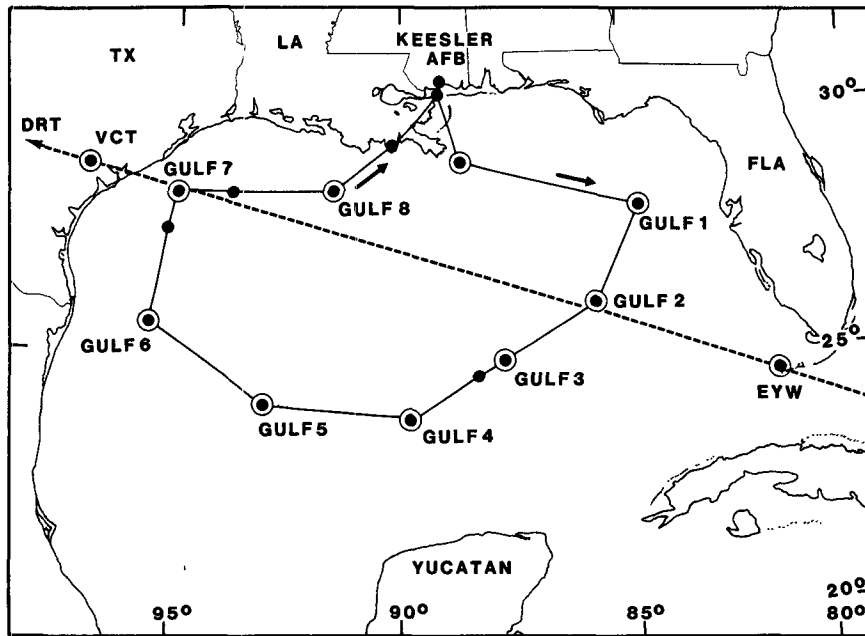 KEESLER
AFB
TX
LA
30°
DRT
VCT
FLA
GULF 7
GULF 8
GULF 1
GULF 2
GULF 6
25°
GULF 3
EYW
GULF 5
GULF 4
YUCATAN
20°
95°
90°
85°
80°